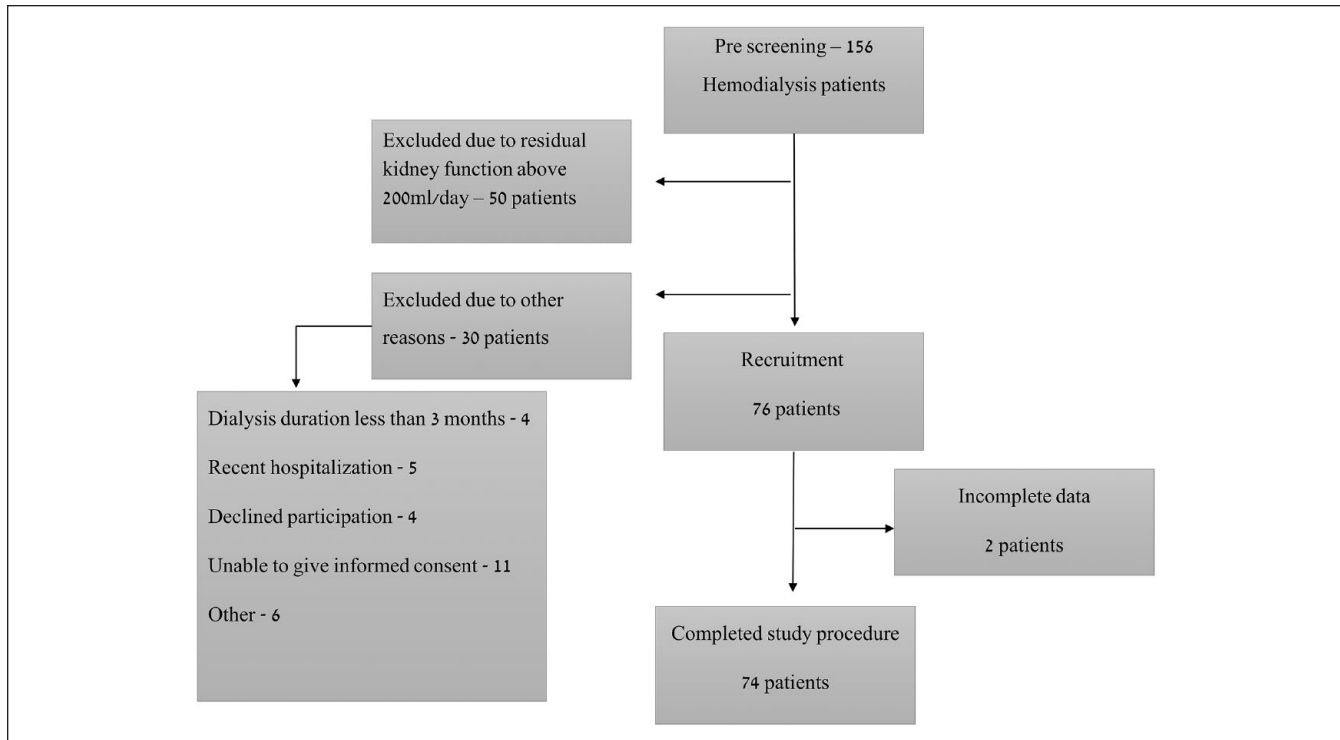 Pre screening – 156
Hemodialysis patients
Excluded due to residual
kidney function above
200ml/day – 50 patients
Excluded due to other
reasons - 30 patients
Dialysis duration less than 3 months - 4
Recent hospitalization - 5
Declined participation - 4
Unable to give informed consent - 11
Other - 6
Recruitment
76 patients
Incomplete data
2 patients
Completed study procedure
74 patients